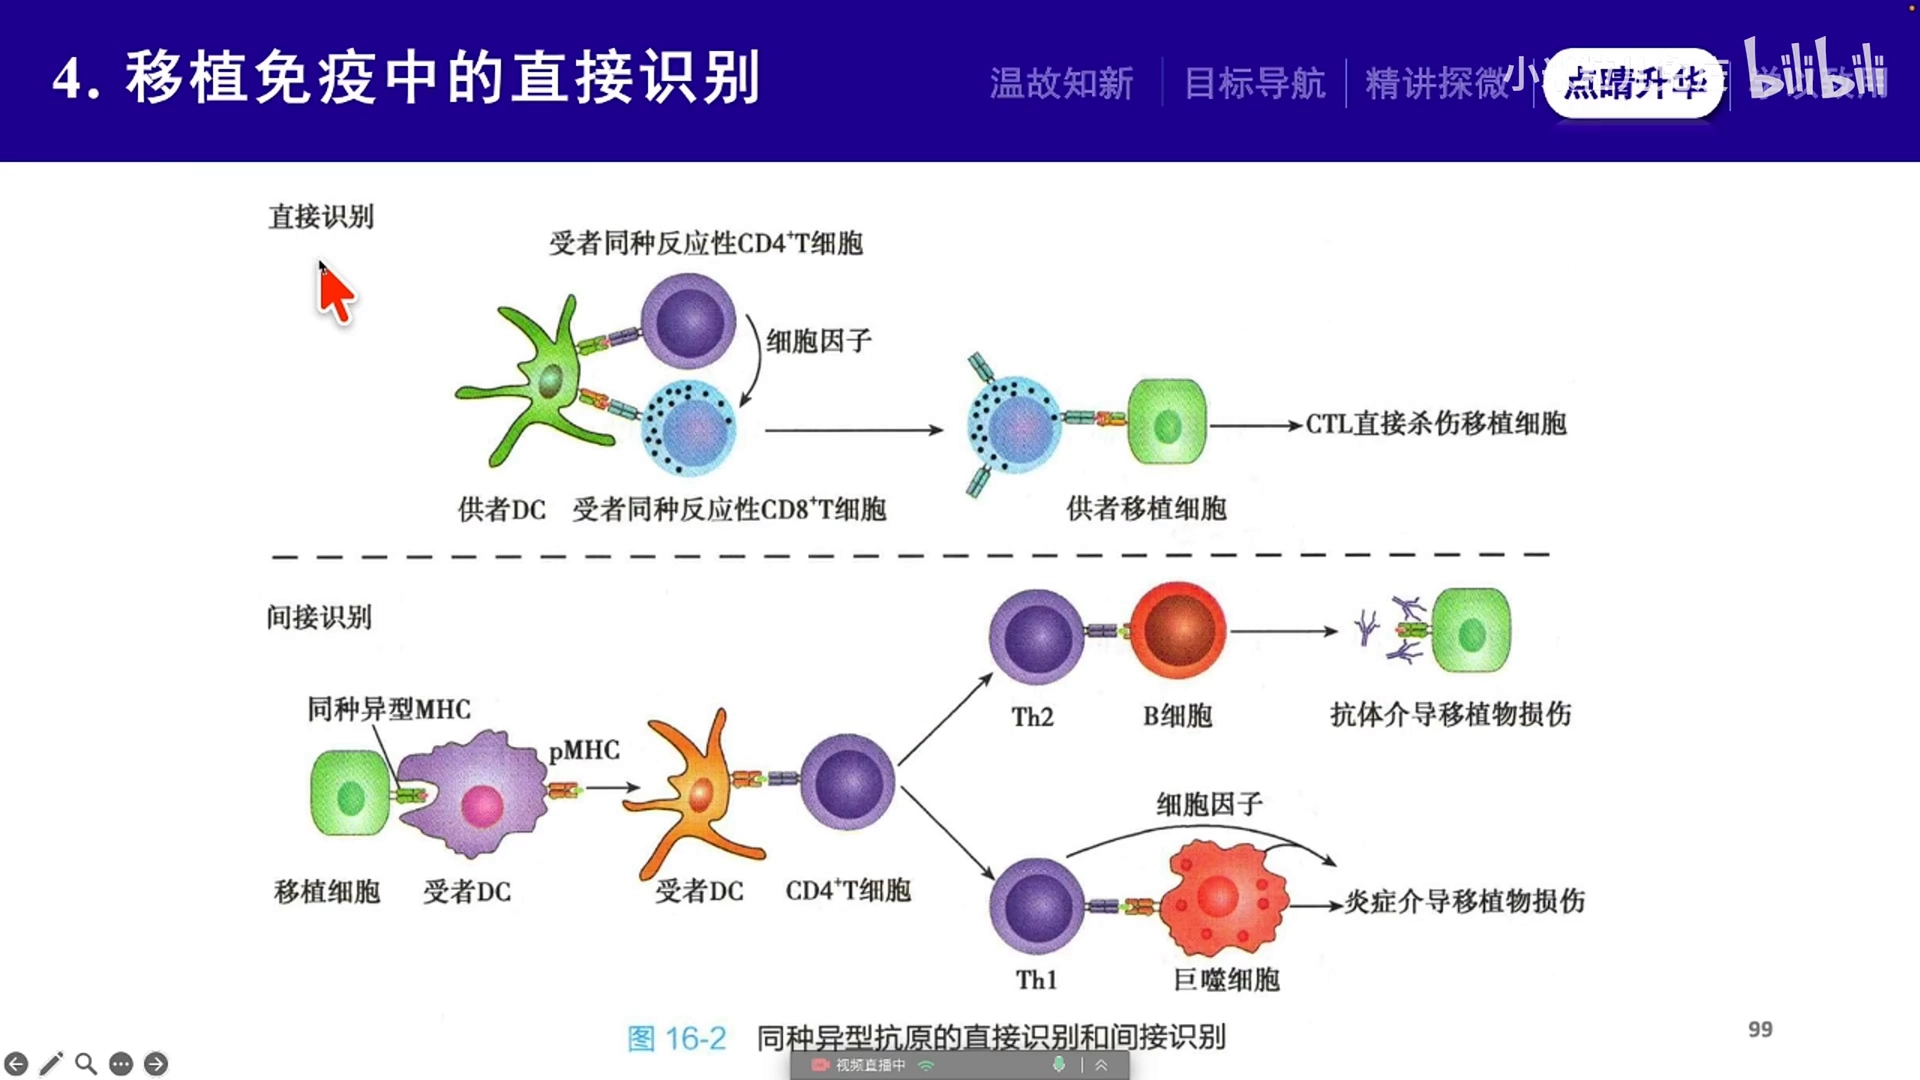 4. 移植免疫中的直接识别
温故知新
目标导航
精讲探微
点睛升华
bilibili
直接识别
受者同种反应性CD4⁺T细胞
细胞因子
CTL直接杀伤移植细胞
供者DC
受者同种反应性CD8⁺T细胞
供者移植细胞
间接识别
同种异型MHC
pMHC
Th2
B细胞
抗体介导移植物损伤
细胞因子
移植细胞
受者DC
受者DC
CD4⁺T细胞
炎症介导移植物损伤
Th1
巨噬细胞
图 16-2 同种异型抗原的直接识别和间接识别
99
视频直播中